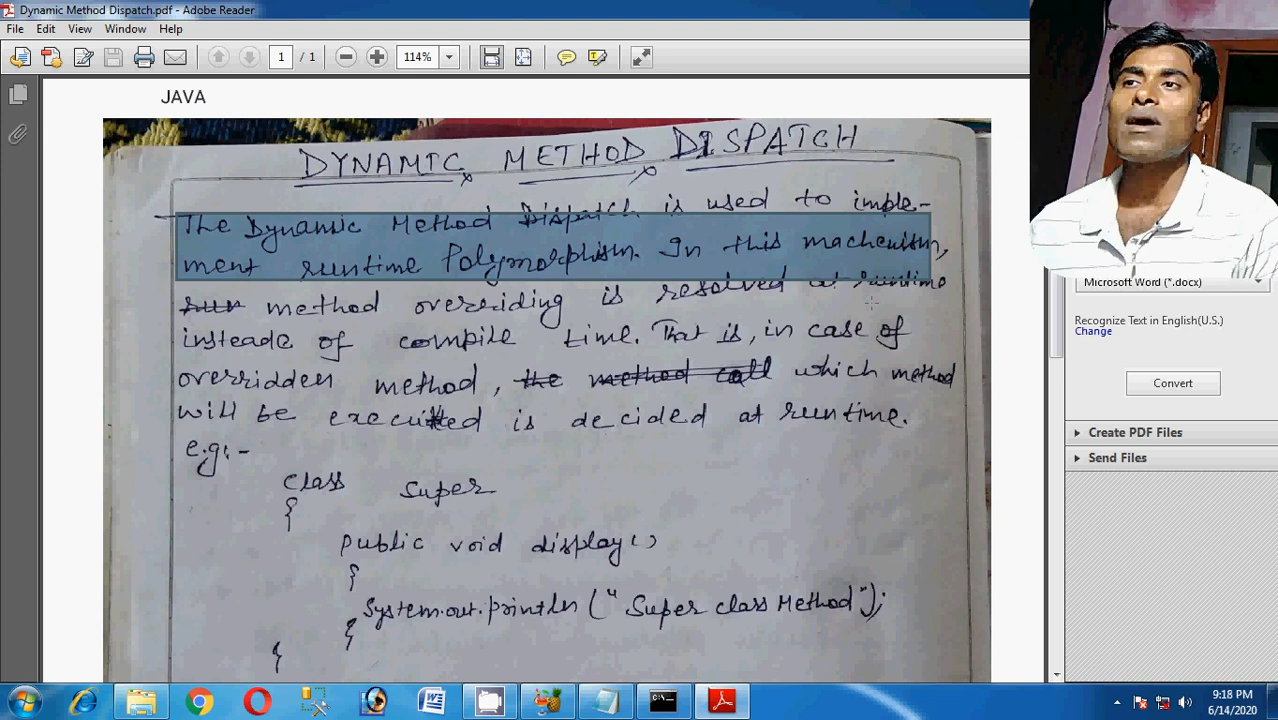 Dynamic Method Dispatch.pdf - Adobe Reader
File Edit View Window Help
1 / 1 114%
JAVA
DYNAMIC METHOD DISPATCH
The Dynamic Method Dispatch is used to imple-
ment runtime Polymorphism. In this machenism,
run method overriding is resolved at runtime
insteade of compile time. That is, in case of
overridden method, the method call which method
will be executed is decided at runtime.
e.g:-
class Super
{
public void display()
{
System.out.println ("Super class Method");
}
}
Microsoft Word (*.docx)
Recognize Text in English(U.S.)
Change
Convert
Create PDF Files
Send Files
9:18 PM
6/14/2020